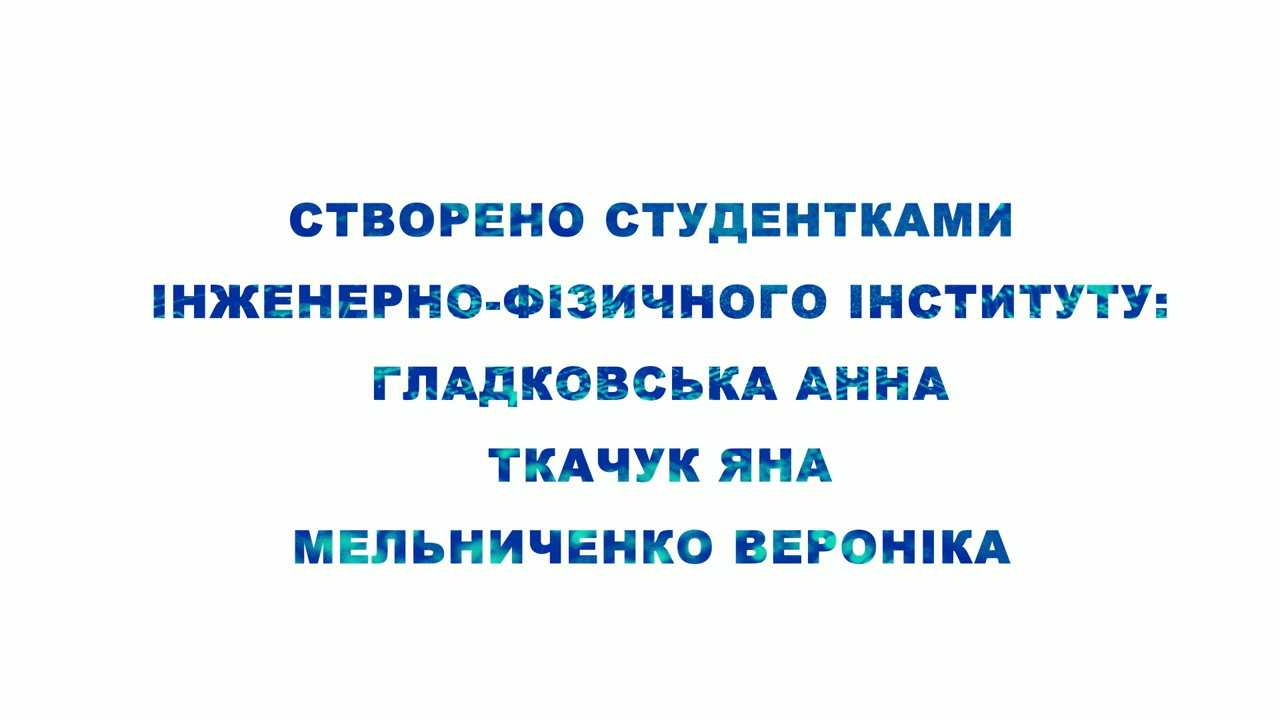 СТВОРЕНО СТУДЕНТКАМИ
ІНЖЕНЕРНО-ФІЗИЧНОГО ІНСТИТУТУ:
ГЛАДКОВСЬКА АННА
ТКАЧУК ЯНА
МЕЛЬНИЧЕНКО ВЕРОНІКА